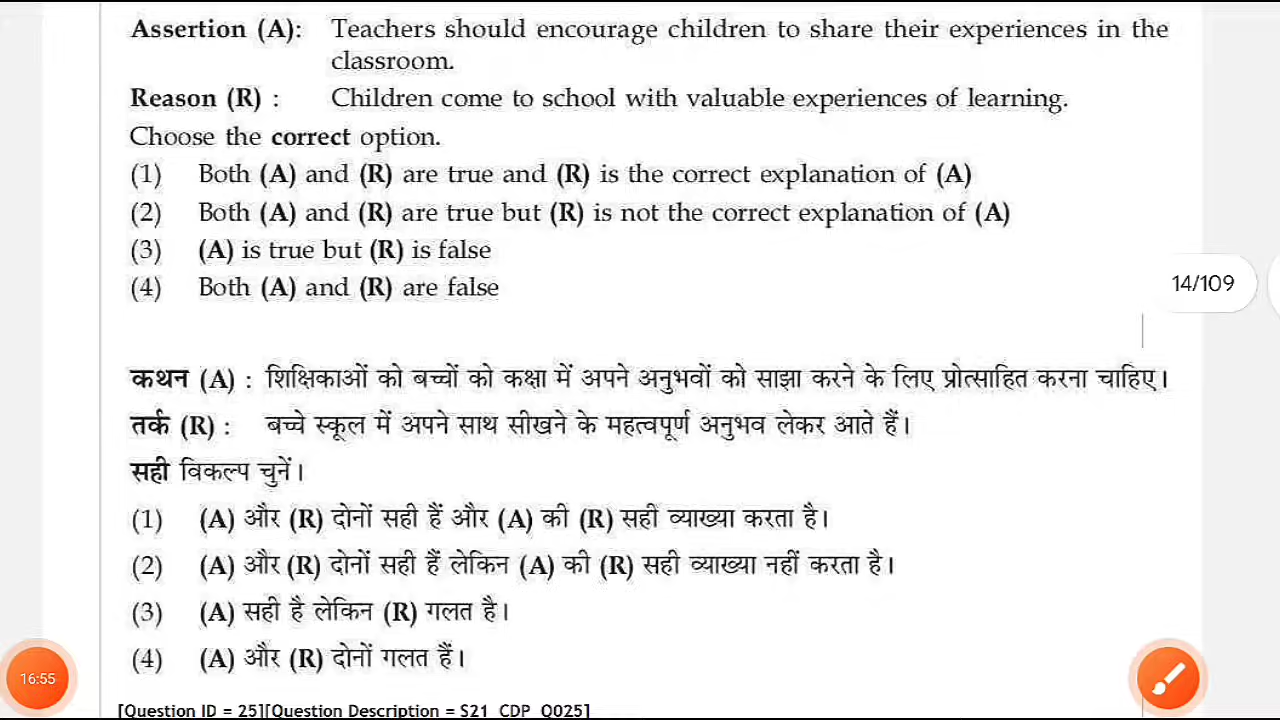 Assertion (A): Teachers should encourage children to share their experiences in the
classroom.
Reason (R) : Children come to school with valuable experiences of learning.
Choose the correct option.
(1) Both (A) and (R) are true and (R) is the correct explanation of (A)
(2) Both (A) and (R) are true but (R) is not the correct explanation of (A)
(3) (A) is true but (R) is false
14/109
(4) Both (A) and (R) are false
कथन (A) : शिक्षिकाओं को बच्चों को कक्षा में अपने अनुभवों को साझा करने के लिए प्रोत्साहित करना चाहिए।
तर्क (R) : बच्चे स्कूल में अपने साथ सीखने के महत्वपूर्ण अनुभव लेकर आते हैं।
सही विकल्प चुनें।
(1) (A) और (R) दोनों सही हैं और (A) की (R) सही व्याख्या करता है।
(2) (A) और (R) दोनों सही हैं लेकिन (A) की (R) सही व्याख्या नहीं करता है।
(3) (A) सही है लेकिन (R) गलत है।
(4) (A) और (R) दोनों गलत हैं।
16:55
[Question ID = 25][Question Description = S21_CDP_Q025]